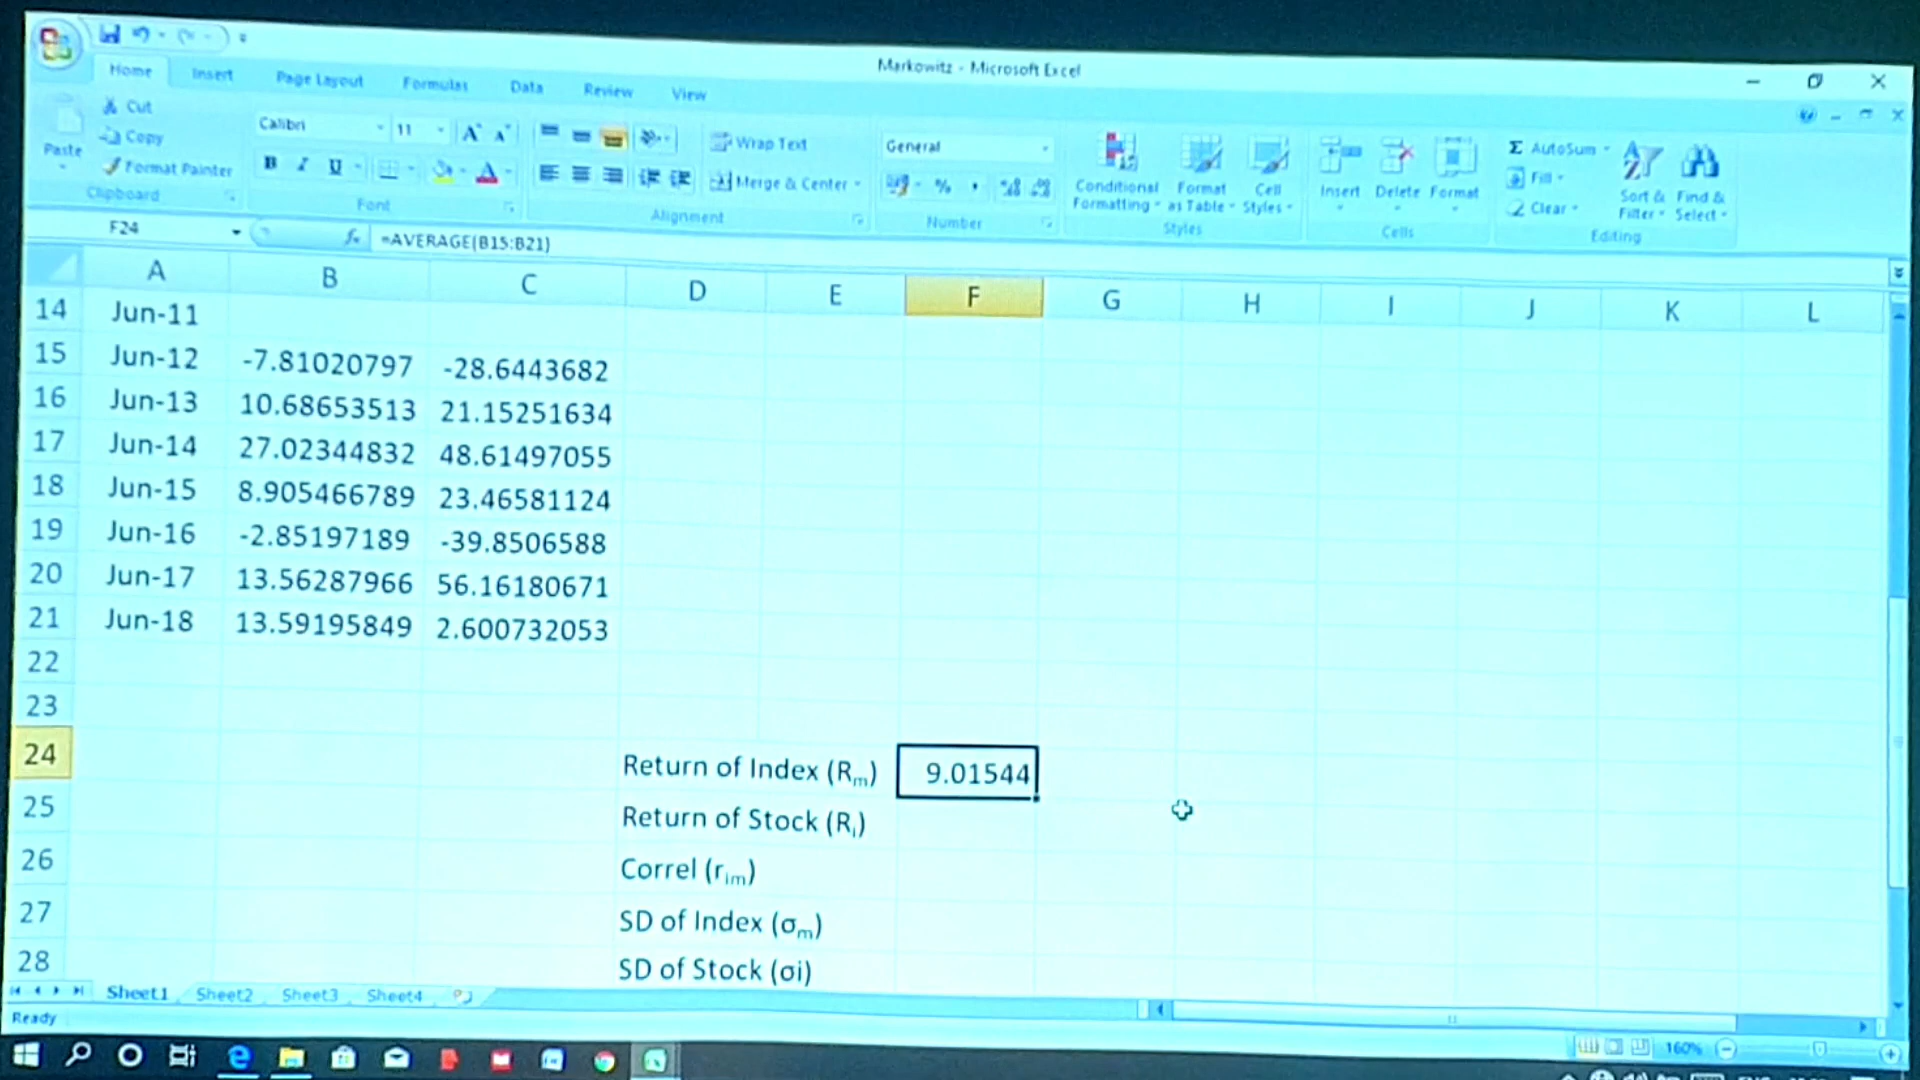 Markowitz - Microsoft Excel
Home Insert Page Layout Formulas Data Review View
Cut
Copy
Format Painter
Paste
Clipboard
Calibri 11
B I U
Font
Wrap Text
Merge & Center
Alignment
General
%
Number
Conditional Formatting
Format as Table
Cell Styles
Styles
Insert Delete Format
Cells
Σ AutoSum
Fill
Clear
Sort & Filter
Find & Select
Editing
F24 fx =AVERAGE(B15:B21)
A B C D E F G H I J K L
14 Jun-11
15 Jun-12 -7.81020797 -28.6443682
16 Jun-13 10.68653513 21.15251634
17 Jun-14 27.02344832 48.61497055
18 Jun-15 8.905466789 23.46581124
19 Jun-16 -2.85197189 -39.8506588
20 Jun-17 13.56287966 56.16180671
21 Jun-18 13.59195849 2.600732053
22
23
24 Return of Index (Rm) 9.01544
25 Return of Stock (Ri)
26 Correl (rim)
27 SD of Index (σm)
28 SD of Stock (σi)
Sheet1 Sheet2 Sheet3 Sheet4
Ready
160%